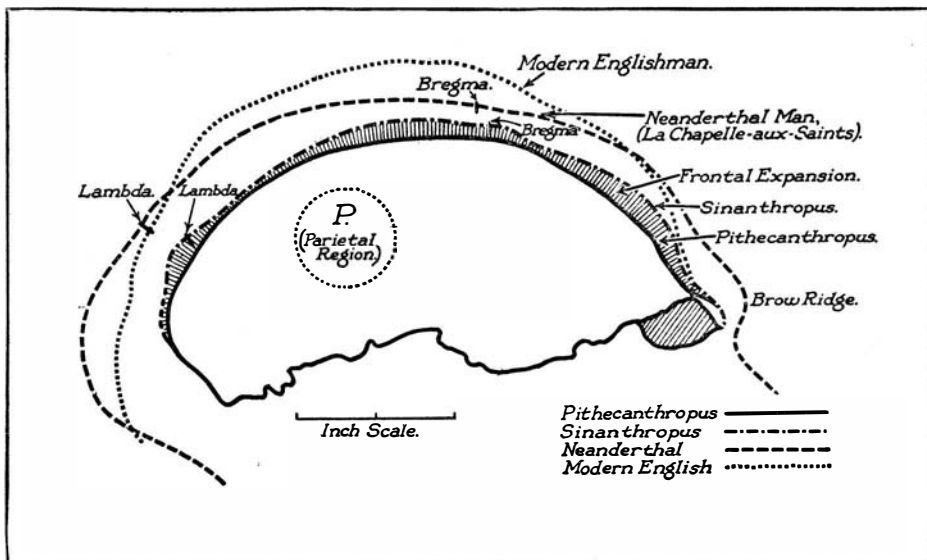 Modern Englishman.
Bregma.
Neanderthal Man,
(La Chapelle-aux-Saints).
Bregma
Lambda.
Lambda.
Frontal Expansion.
Sinanthropus.
Pithecanthropus.
P.
(Parietal
Region.)
Brow Ridge.
Inch Scale.
Pithecanthropus
Sinanthropus
Neanderthal
Modern English